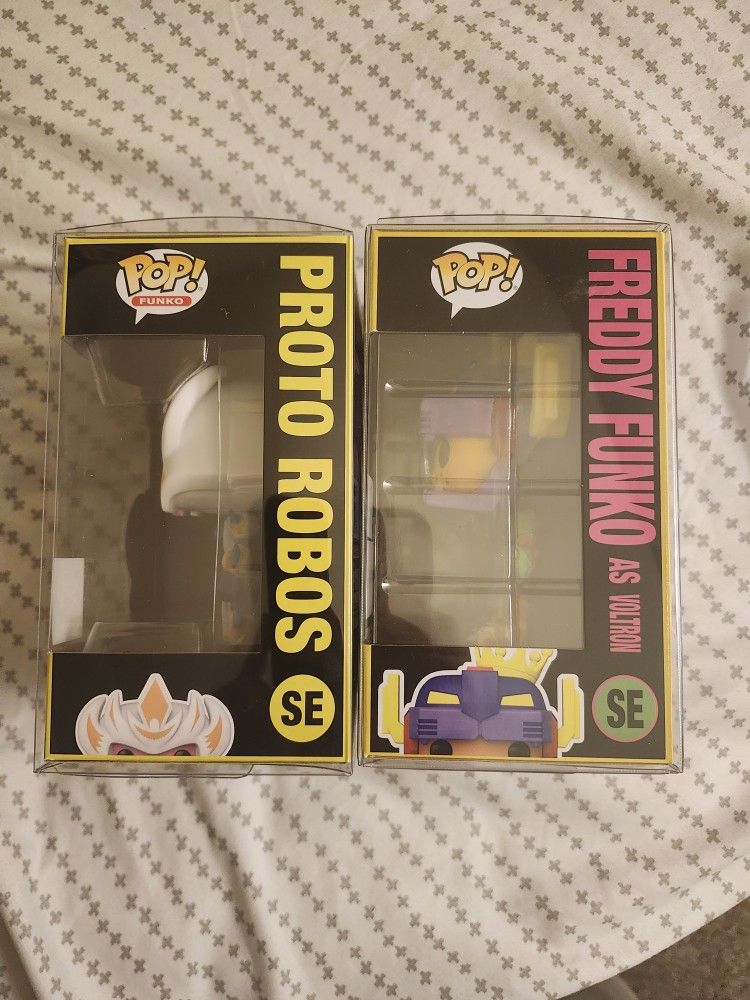 POP!
FUNKO
PROTO ROBOS
SE
POP!
FREDDY FUNKO AS VOLTRON
SE